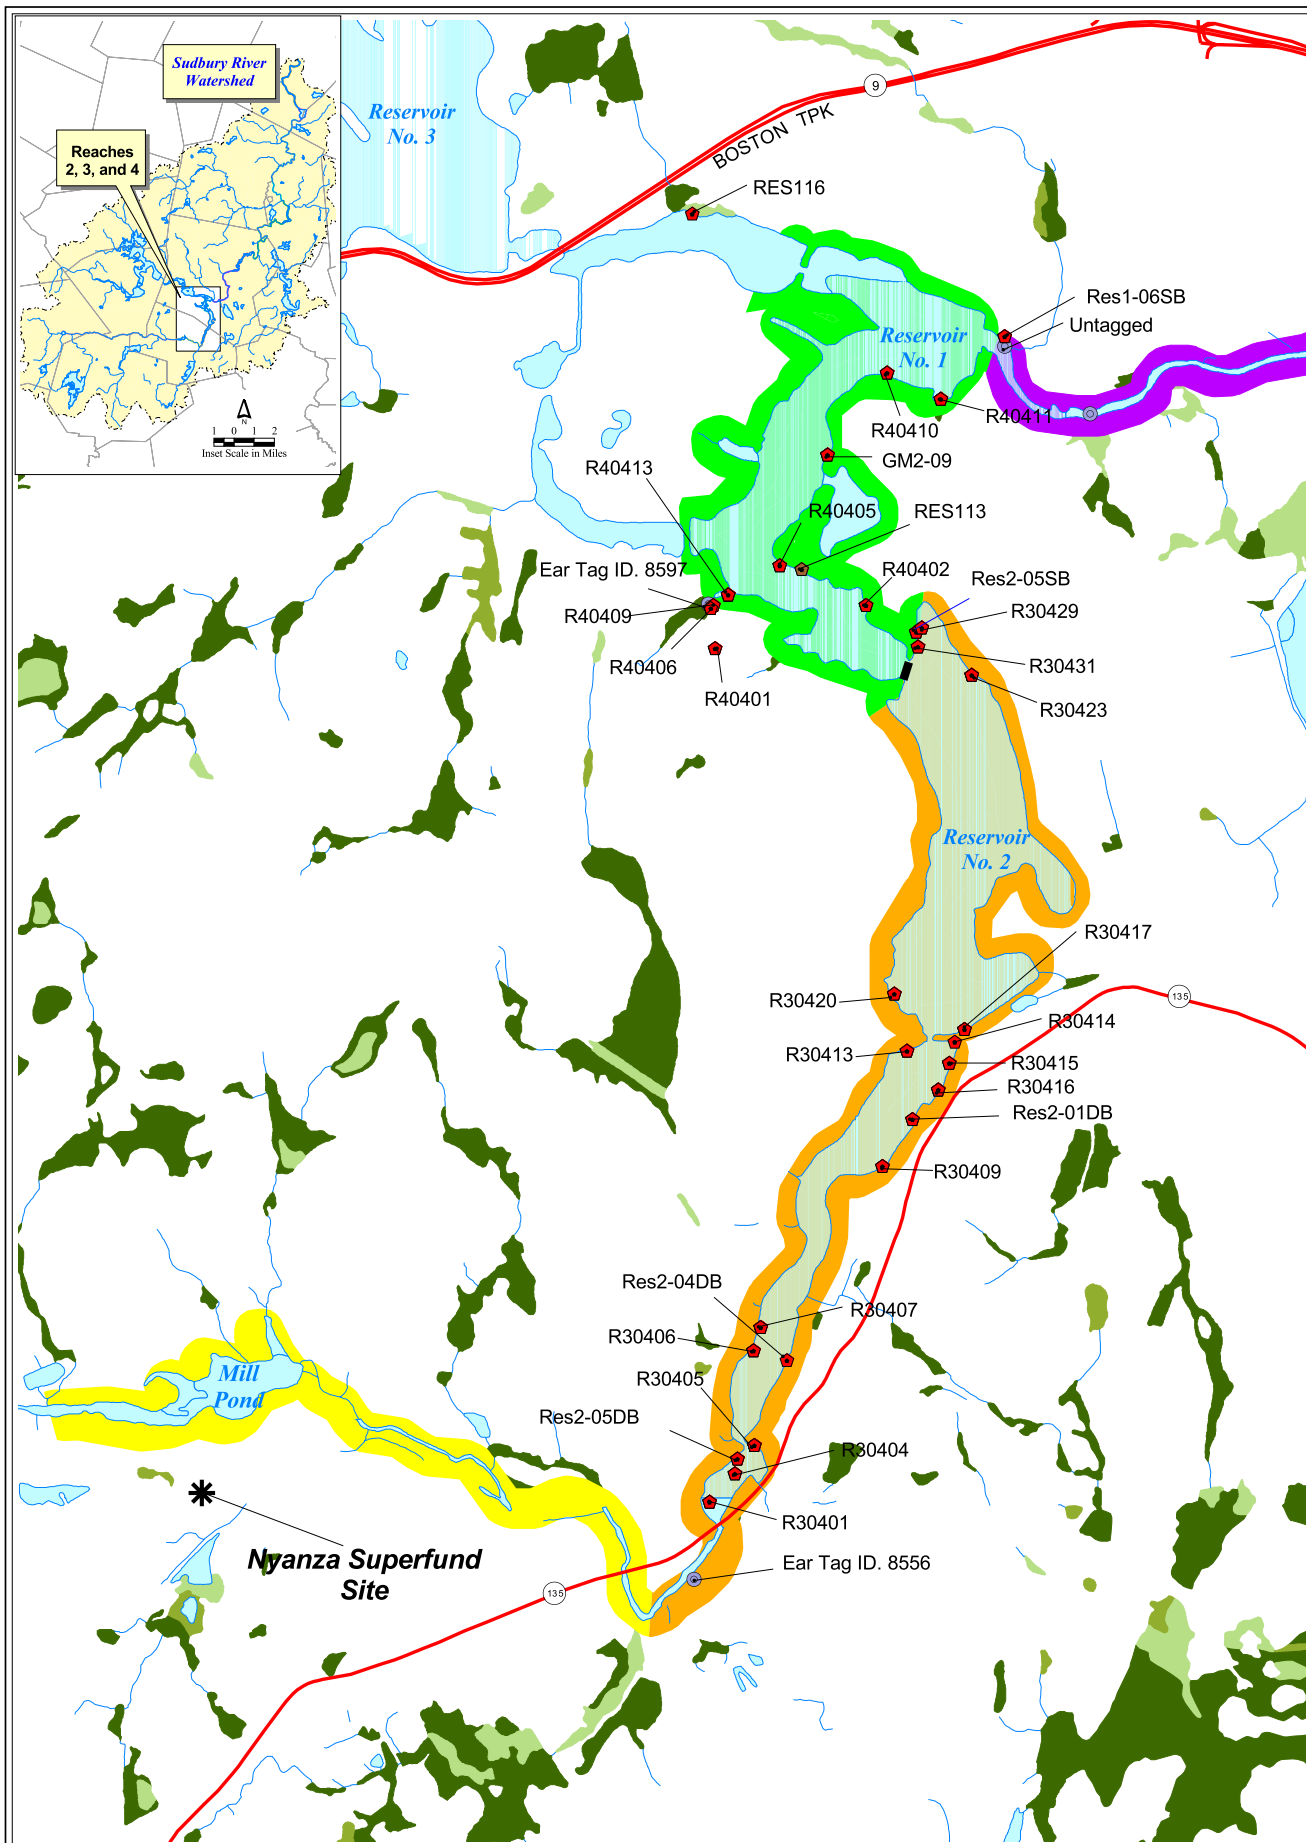 Sudbury River
Watershed
Reaches
2, 3, and 4
N
1 0 1 2
Inset Scale in Miles
Reservoir
No. 3
9
BOSTON TPK
RES116
Res1-06SB
Untagged
Reservoir
No. 1
R40411
R40410
GM2-09
R40413
R40405
RES113
Ear Tag ID. 8597
R40402
Res2-05SB
R40409
R30429
R40406
R30431
R40401
R30423
Reservoir
No. 2
R30417
R30420
135
R30414
R30413
R30415
R30416
Res2-01DB
R30409
Res2-04DB
R30407
R30406
Mill
Pond
R30405
Res2-05DB
R30404
R30401
Nyanza Superfund
Site
Ear Tag ID. 8556
135